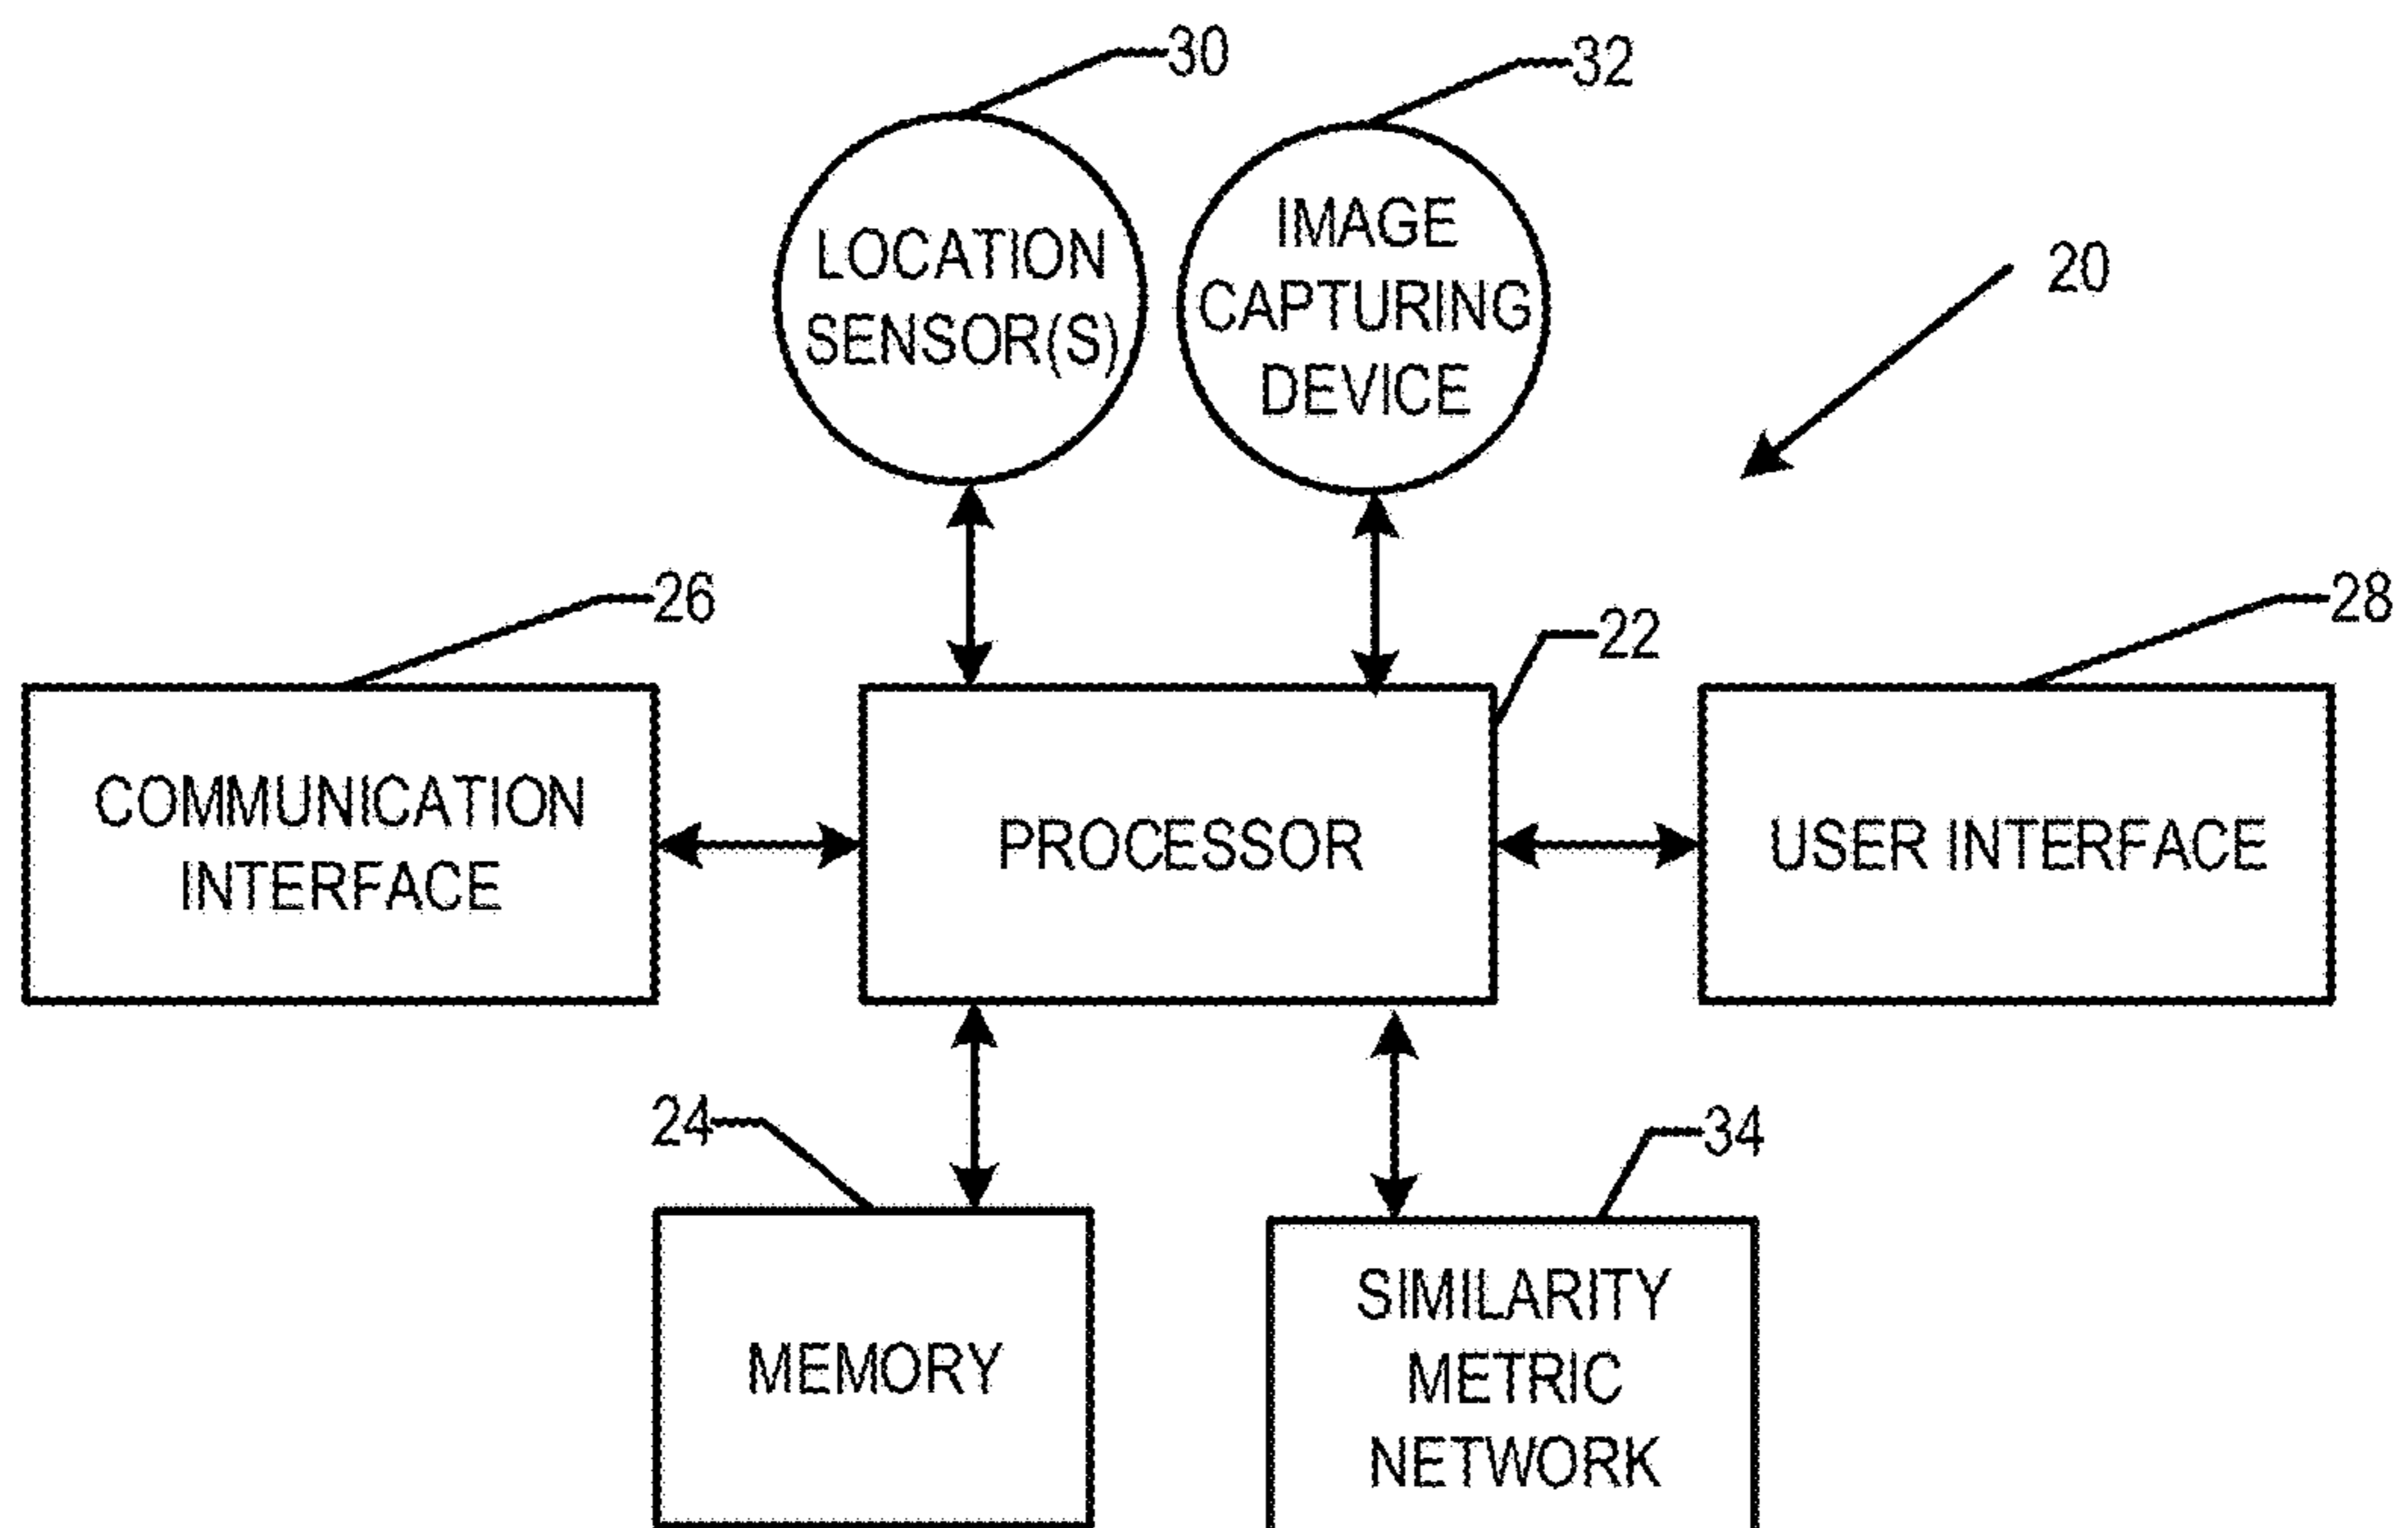 30
32
LOCATION
SENSOR(S)
IMAGE
CAPTURING
DEVICE
20
26
22
28
COMMUNICATION
INTERFACE
PROCESSOR
USER INTERFACE
24
34
MEMORY
SIMILARITY
METRIC
NETWORK